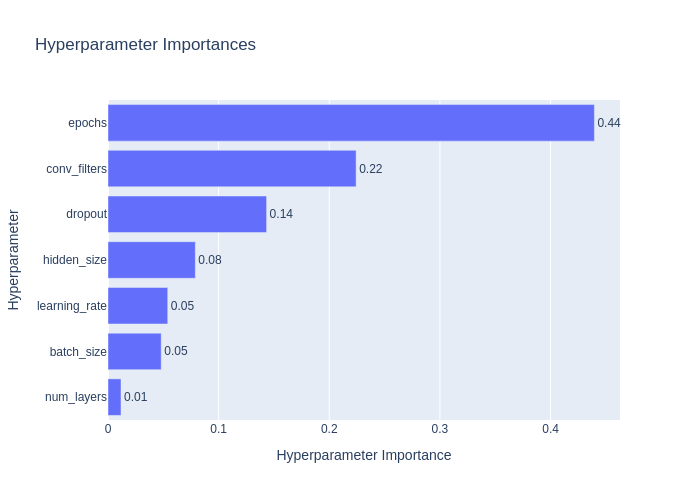 Hyperparameter Importances
Hyperparameter
epochs 0.44
conv_filters 0.22
dropout 0.14
hidden_size 0.08
learning_rate 0.05
batch_size 0.05
num_layers 0.01
0 0.1 0.2 0.3 0.4
Hyperparameter Importance